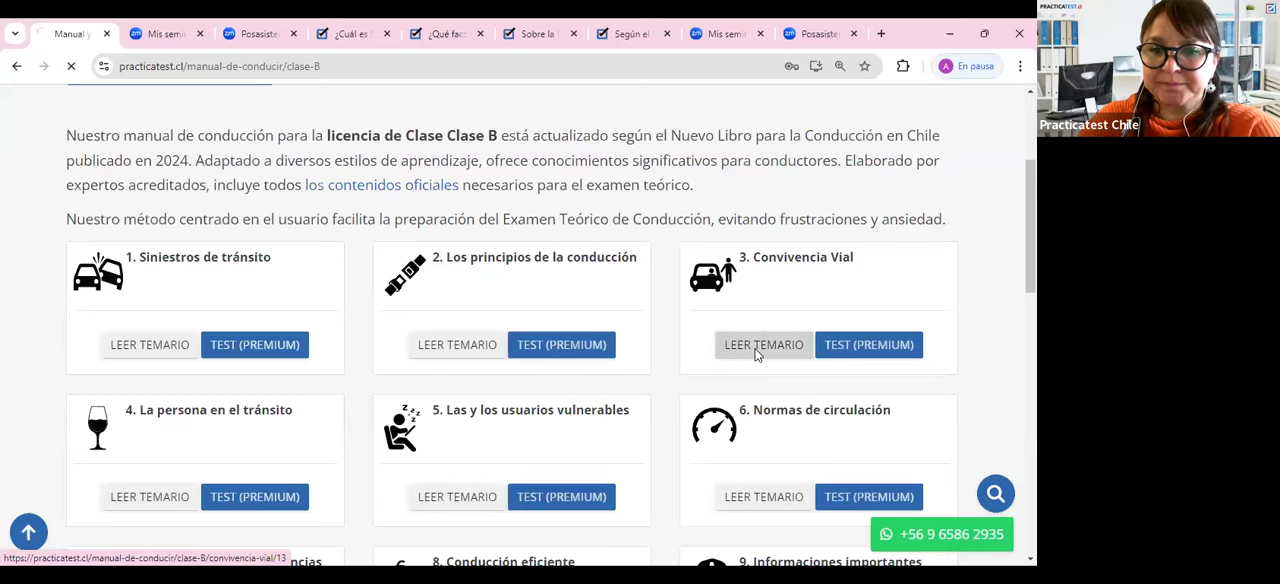 Manual y
Mis semi
Posasiste
¿Cuál es
¿Qué fac
Sobre la
Según el
Mis semi
Posasiste
practicatest.cl/manual-de-conducir/clase-B
A En pausa
PRACTICATEST.cl
Practicatest Chile
Nuestro manual de conducción para la licencia de Clase Clase B está actualizado según el Nuevo Libro para la Conducción en Chile
publicado en 2024. Adaptado a diversos estilos de aprendizaje, ofrece conocimientos significativos para conductores. Elaborado por
expertos acreditados, incluye todos los contenidos oficiales necesarios para el examen teórico.
Nuestro método centrado en el usuario facilita la preparación del Examen Teórico de Conducción, evitando frustraciones y ansiedad.
1. Siniestros de tránsito
LEER TEMARIO TEST (PREMIUM)
2. Los principios de la conducción
LEER TEMARIO TEST (PREMIUM)
3. Convivencia Vial
LEER TEMARIO TEST (PREMIUM)
4. La persona en el tránsito
LEER TEMARIO TEST (PREMIUM)
5. Las y los usuarios vulnerables
LEER TEMARIO TEST (PREMIUM)
6. Normas de circulación
LEER TEMARIO TEST (PREMIUM)
+56 9 6586 2935
https://practicatest.cl/manual-de-conducir/clase-B/convivencia-vial/13
8. Conducción eficiente
9. Informaciones importantes